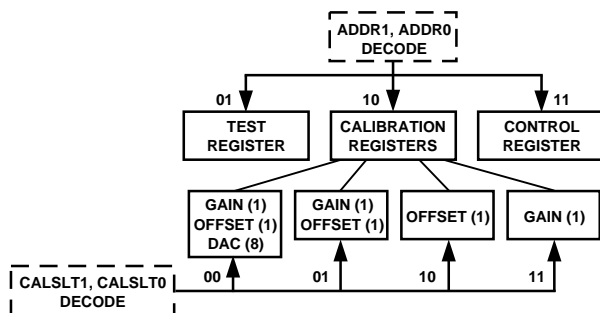 ADDR1, ADDR0
DECODE
01
10
11
TEST
REGISTER
CALIBRATION
REGISTERS
CONTROL
REGISTER
GAIN (1)
OFFSET (1)
DAC (8)
GAIN (1)
OFFSET (1)
OFFSET (1)
GAIN (1)
CALSLT1, CALSLT0
DECODE
00
01
10
11